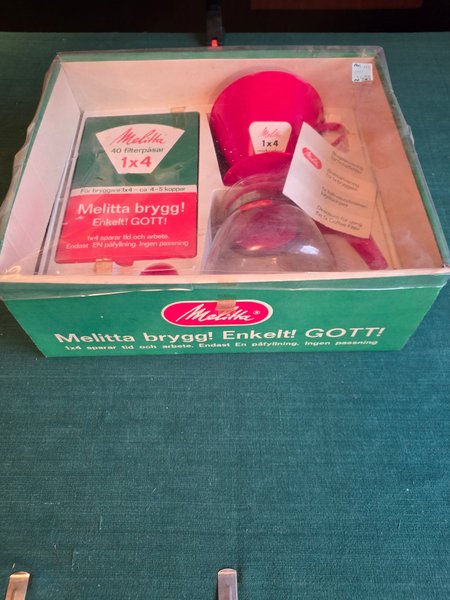 Melitta
40 filterpåsar
1x4
För bryggare 1x4 – ca 4-5 koppar
Melitta brygg!
Enkelt! GOTT!
1x4 sparar tid och arbete.
Endast EN påfyllning. Ingen passning
Melitta
1x4
Melitta®
Melitta brygg! Enkelt! GOTT!
1x4 sparar tid och arbete. Endast En påfyllning. Ingen passning